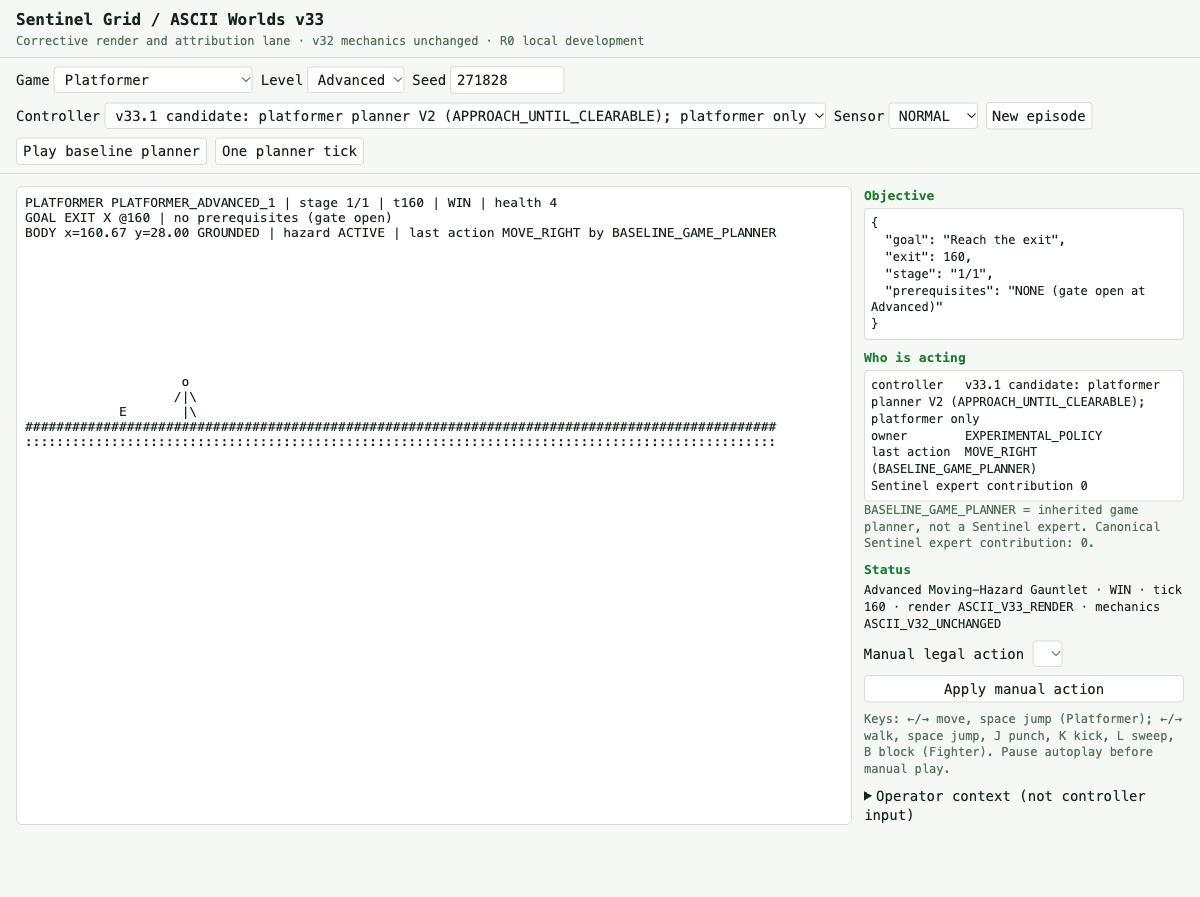 Sentinel Grid / ASCII Worlds v33
Corrective render and attribution lane · v32 mechanics unchanged · R0 local development
Game Platformer Level Advanced Seed 271828
Controller v33.1 candidate: platformer planner V2 (APPROACH_UNTIL_CLEARABLE); platformer only Sensor NORMAL New episode
Play baseline planner One planner tick
PLATFORMER PLATFORMER_ADVANCED_1 | stage 1/1 | t160 | WIN | health 4
GOAL EXIT X @160 | no prerequisites (gate open)
BODY x=160.67 y=28.00 GROUNDED | hazard ACTIVE | last action MOVE_RIGHT by BASELINE_GAME_PLANNER
o
/|\
E |\
################################################################################################
::::::::::::::::::::::::::::::::::::::::::::::::::::::::::::::::::::::::::::::::::::::::::::::::
Objective
{
"goal": "Reach the exit",
"exit": 160,
"stage": "1/1",
"prerequisites": "NONE (gate open at
Advanced)"
}
Who is acting
controller v33.1 candidate: platformer
planner V2 (APPROACH_UNTIL_CLEARABLE);
platformer only
owner EXPERIMENTAL_POLICY
last action MOVE_RIGHT
(BASELINE_GAME_PLANNER)
Sentinel expert contribution 0
BASELINE_GAME_PLANNER = inherited game
planner, not a Sentinel expert. Canonical
Sentinel expert contribution: 0.
Status
Advanced Moving-Hazard Gauntlet · WIN · tick
160 · render ASCII_V33_RENDER · mechanics
ASCII_V32_UNCHANGED
Manual legal action
Apply manual action
Keys: ←/→ move, space jump (Platformer); ←/→
walk, space jump, J punch, K kick, L sweep,
B block (Fighter). Pause autoplay before
manual play.
▶ Operator context (not controller
input)